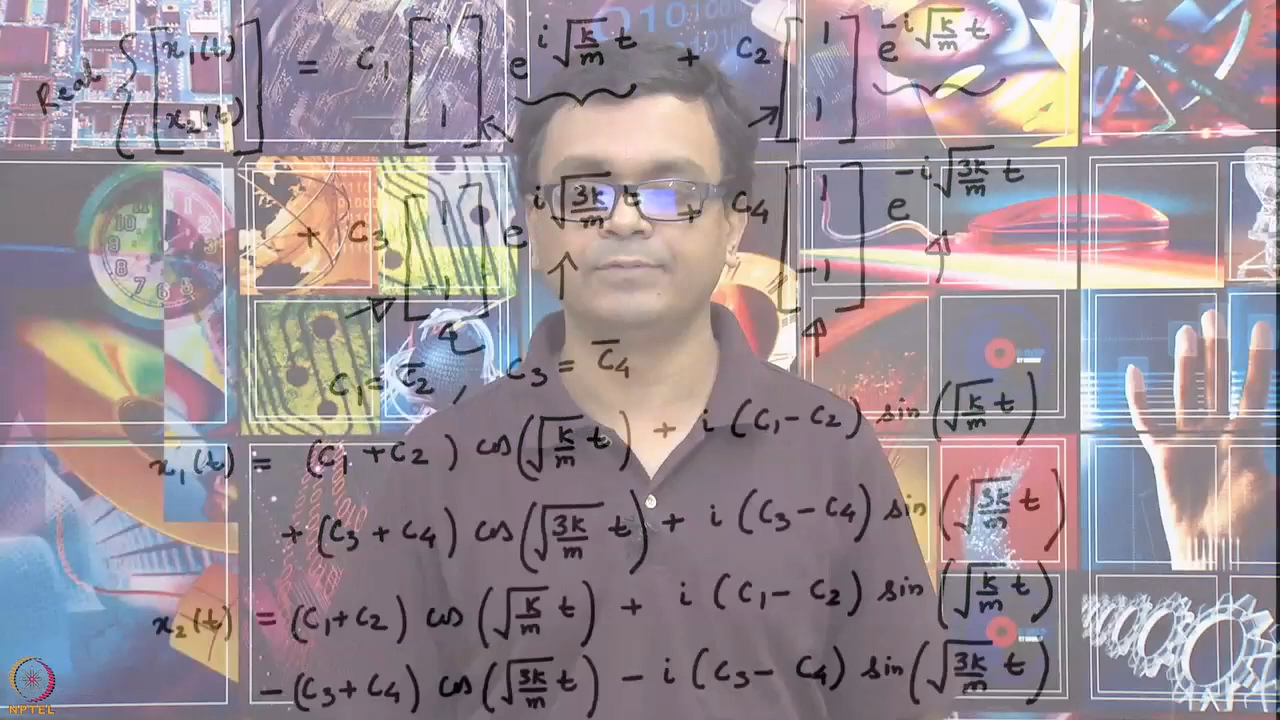 Real { [x₁(t) x₂(t)] = C₁ [1 1] e^{i√(k/m) t} + C₂ [1 1] e^{-i√(k/m) t}
+ C₃ [1 -1] e^{i√(3k/m) t} + C₄ [1 -1] e^{-i√(3k/m) t}
C₁ = C̅₂ , C₃ = C̅₄
x₁(t) = (C₁ + C₂) cos(√(k/m) t) + i (C₁ - C₂) sin (√(k/m) t)
+ (C₃ + C₄) cos(√(3k/m) t) + i (C₃ - C₄) sin (√(3k/m) t)
x₂(t) = (C₁ + C₂) cos (√(k/m) t) + i (C₁ - C₂) sin (√(k/m) t)
- (C₃ + C₄) cos (√(3k/m) t) - i (C₃ - C₄) sin (√(3k/m) t)
NPTEL